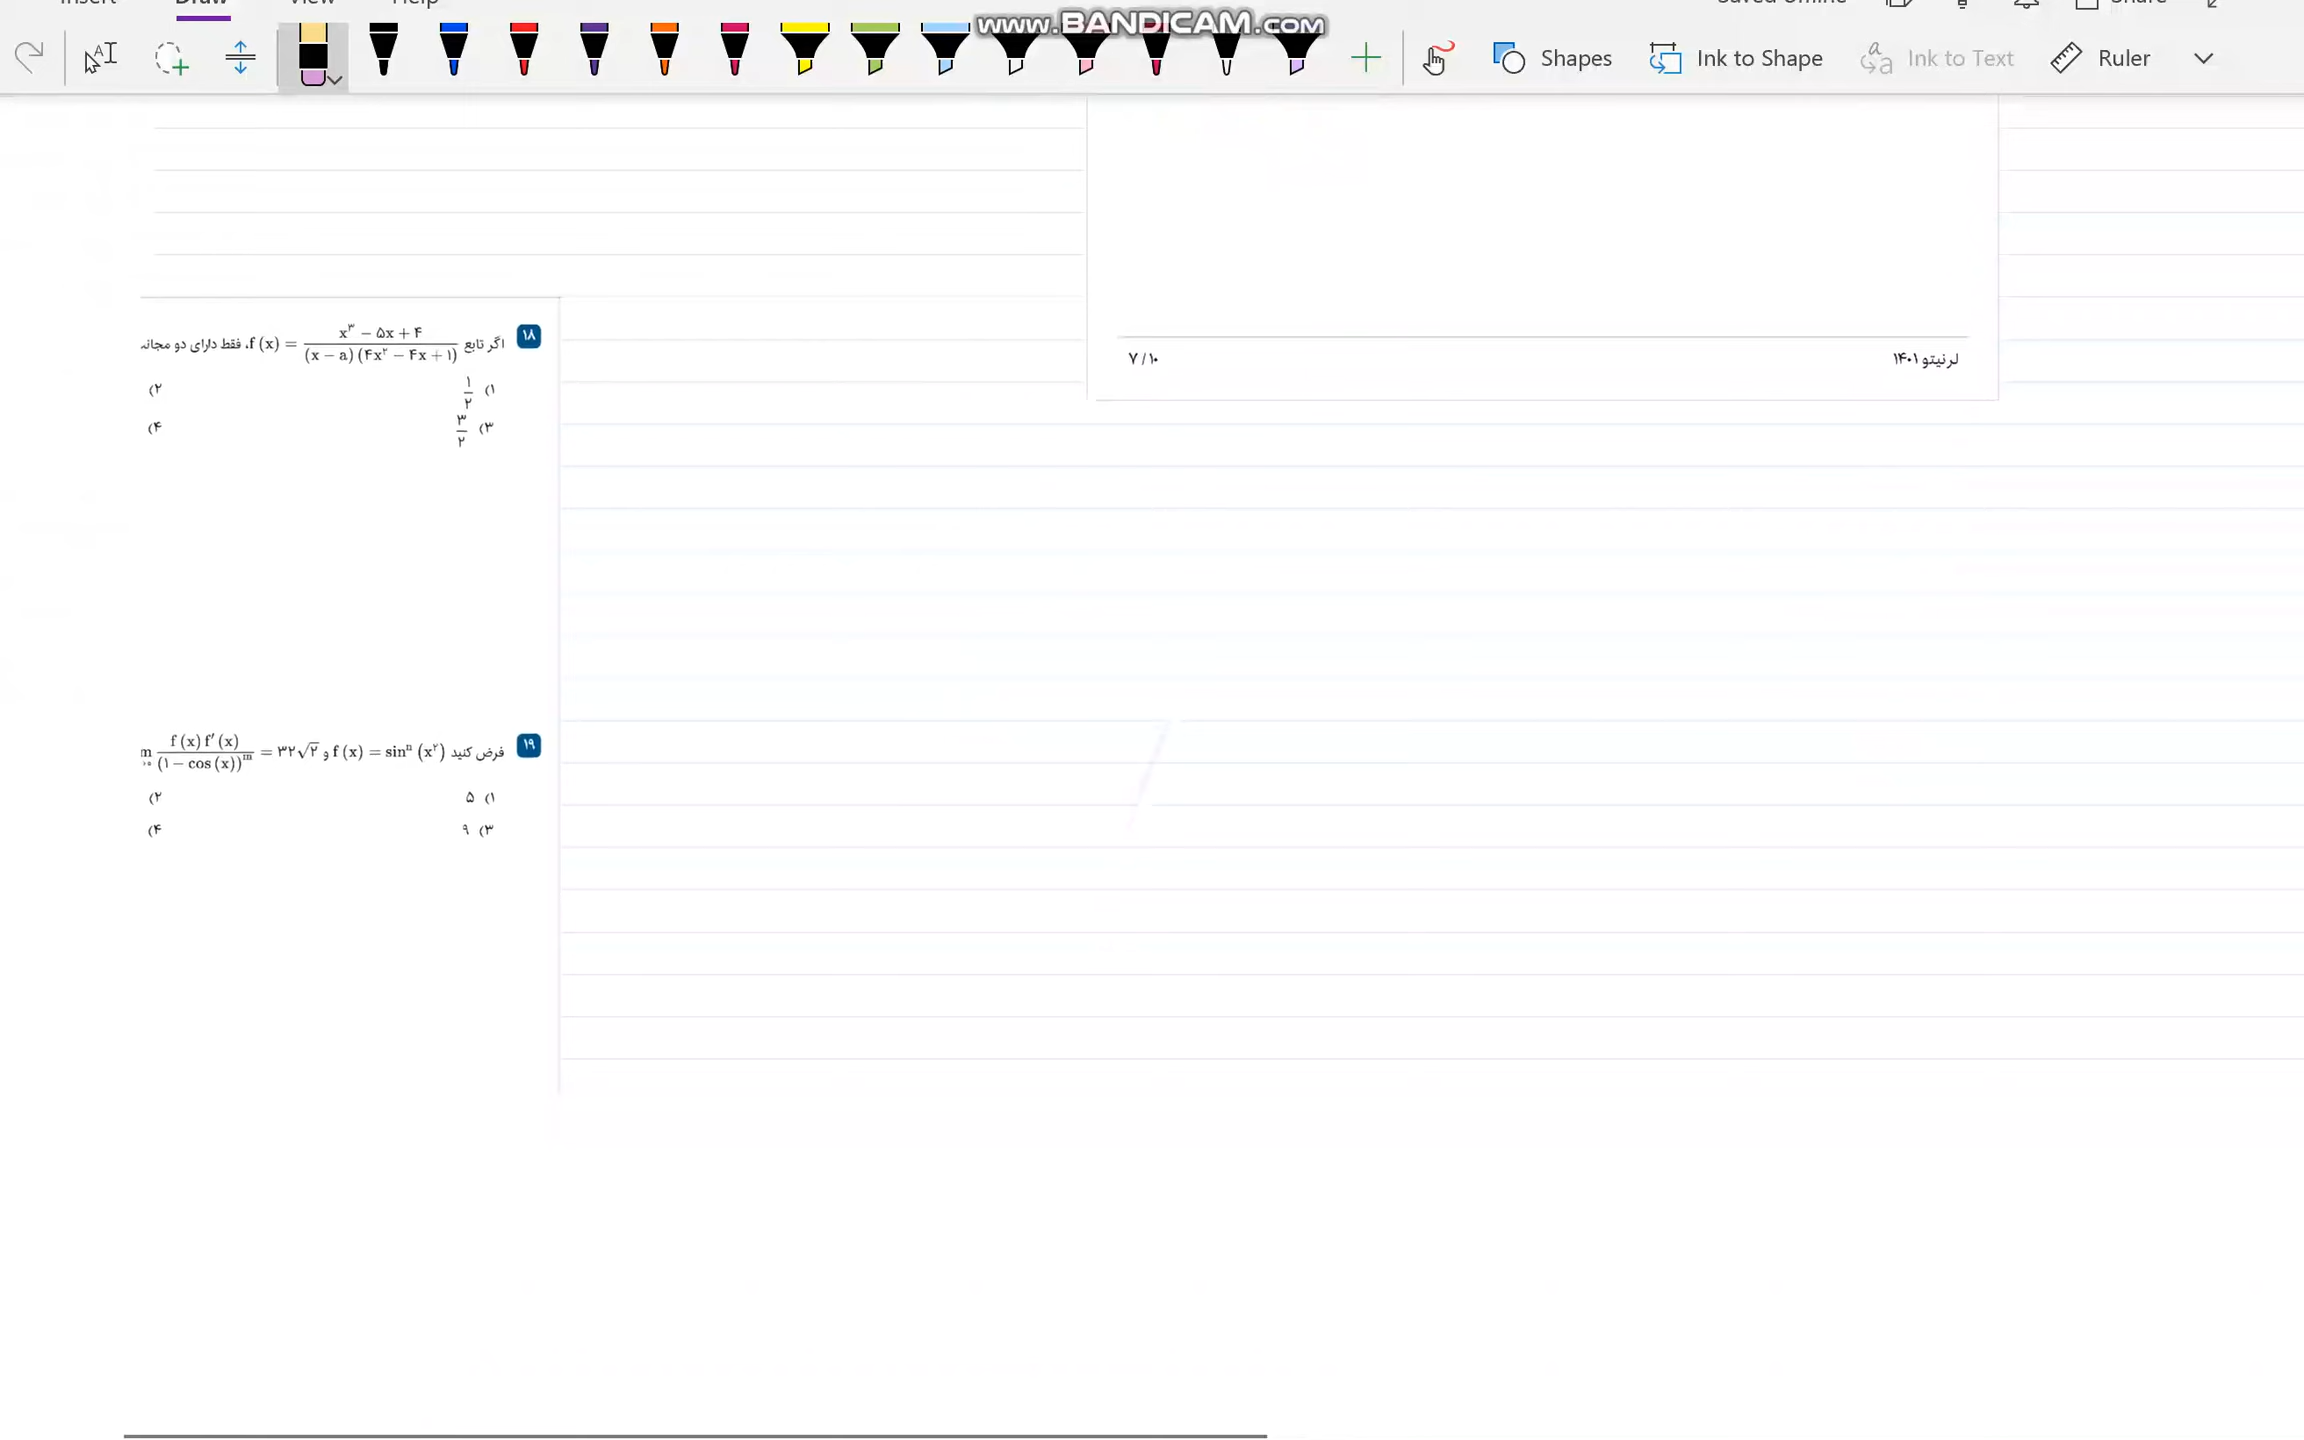 Draw
View
Help
www.BANDICAM.com
Share
Shapes
Ink to Shape
Ink to Text
Ruler
۷ / ۱۰
لرنیتو ۱۴۰۱
۱۸ اگر تابع f (x) = (x³ − ۵x + ۴) / ((x − a) (۴x² − ۴x + ۱))، فقط دارای دو
۱) ۱/۲ ۲)
۳) ۳/۲ ۴)
۱۹ فرض کنید f (x) = sinⁿ (x²) و (f (x) f′ (x)) / (۱ − cos (x))ᵐ = ۳۲√۲
۱) ۵ ۲)
۳) ۹ ۴)